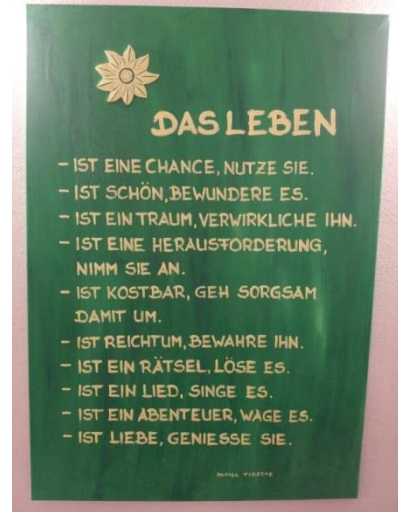 DAS LEBEN
- IST EINE CHANCE, NUTZE SIE.
- IST SCHÖN, BEWUNDERE ES.
- IST EIN TRAUM, VERWIRKLICHE IHN.
- IST EINE HERAUSFORDERUNG,
NIMM SIE AN.
- IST KOSTBAR, GEH SORGSAM
DAMIT UM.
- IST REICHTUM, BEWAHRE IHN.
- IST EIN RÄTSEL, LÖSE ES.
- IST EIN LIED, SINGE ES.
- IST EIN ABENTEUER, WAGE ES.
- IST LIEBE, GENIESSE SIE.